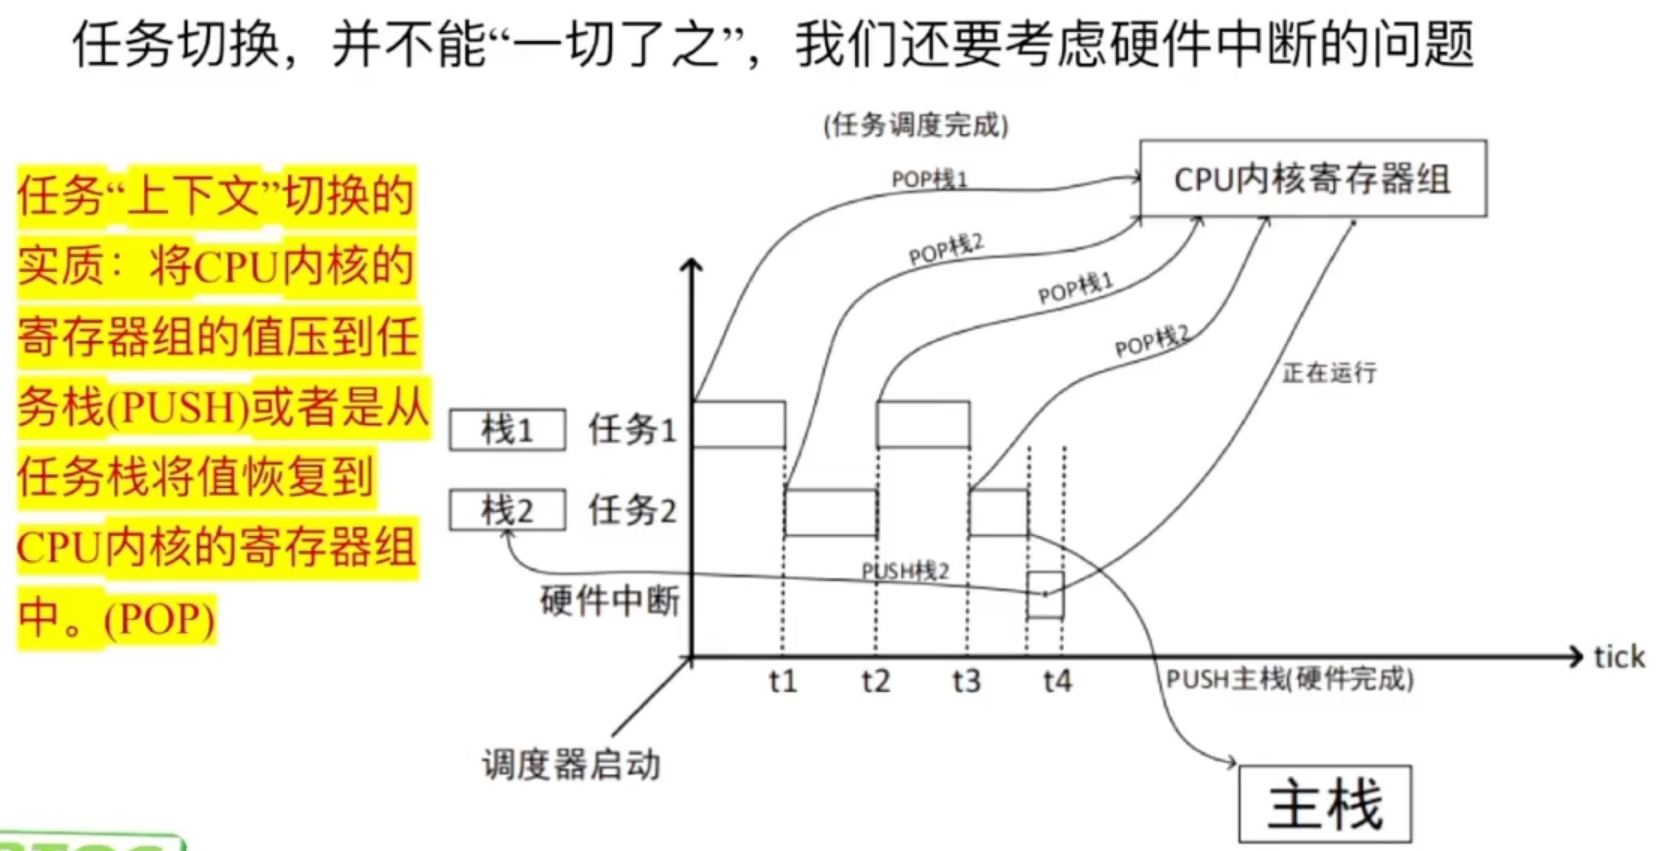 任务切换，并不能“一切了之”，我们还要考虑硬件中断的问题
任务“上下文”切换的
实质：将CPU内核的
寄存器组的值压到任
务栈(PUSH)或者是从
任务栈将值恢复到
CPU内核的寄存器组
中。(POP)
(任务调度完成)
CPU内核寄存器组
POP栈1
POP栈2
POP栈1
POP栈2
正在运行
栈1 任务1
栈2 任务2
PUSH栈2
硬件中断
tick
t1 t2 t3 t4
PUSH主栈(硬件完成)
调度器启动
主栈